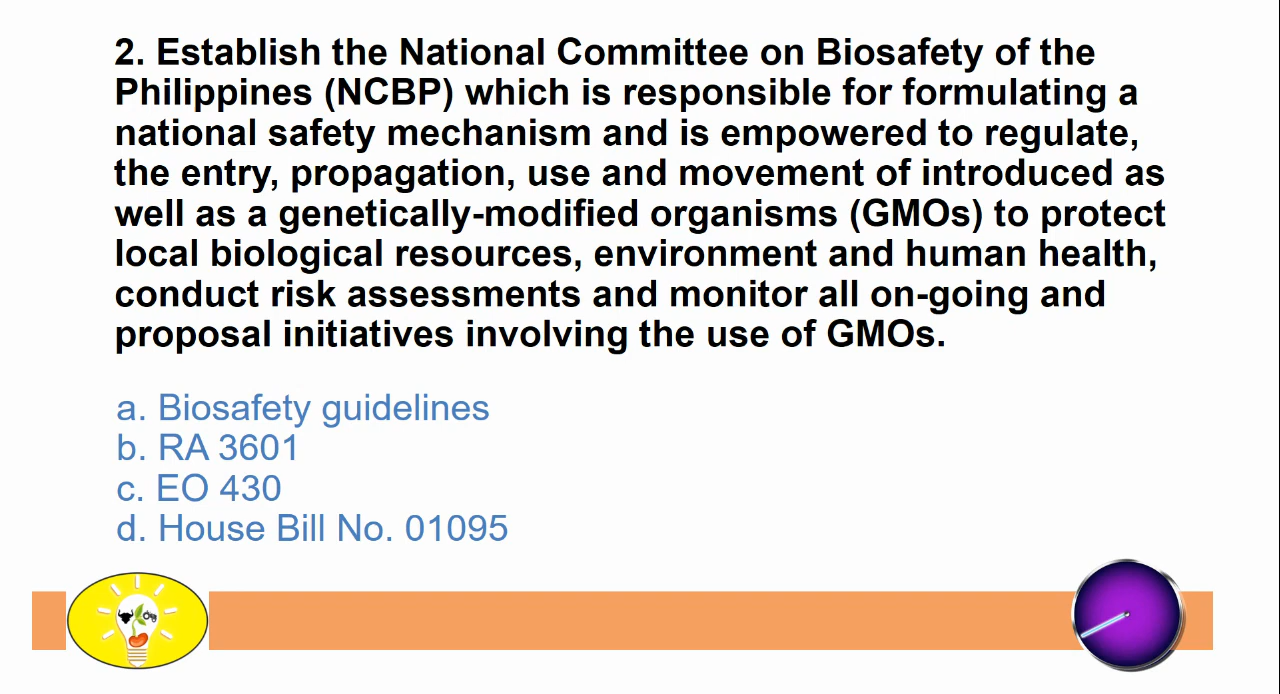 2. Establish the National Committee on Biosafety of the
Philippines (NCBP) which is responsible for formulating a
national safety mechanism and is empowered to regulate,
the entry, propagation, use and movement of introduced as
well as a genetically-modified organisms (GMOs) to protect
local biological resources, environment and human health,
conduct risk assessments and monitor all on-going and
proposal initiatives involving the use of GMOs.
a. Biosafety guidelines
b. RA 3601
c. EO 430
d. House Bill No. 01095